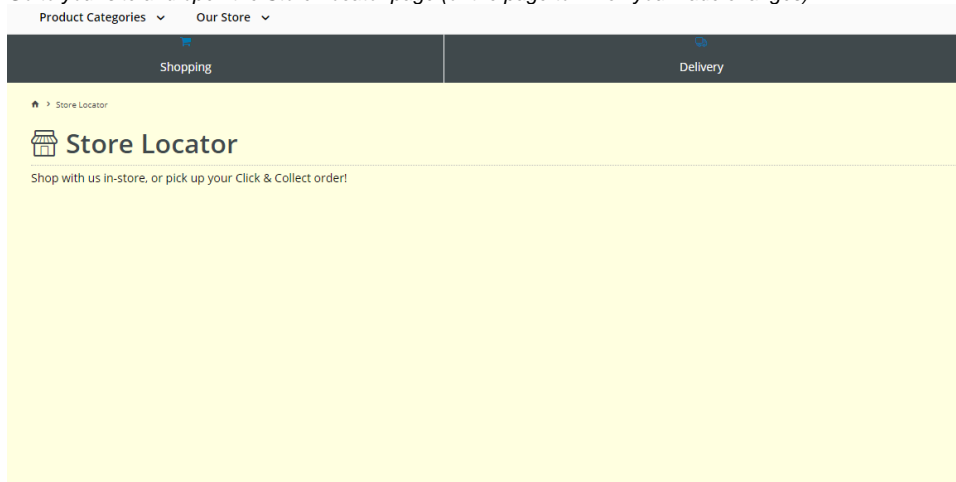 Product Categories Our Store
Shopping Delivery
Store Locator
Store Locator
Shop with us in-store, or pick up your Click & Collect order!